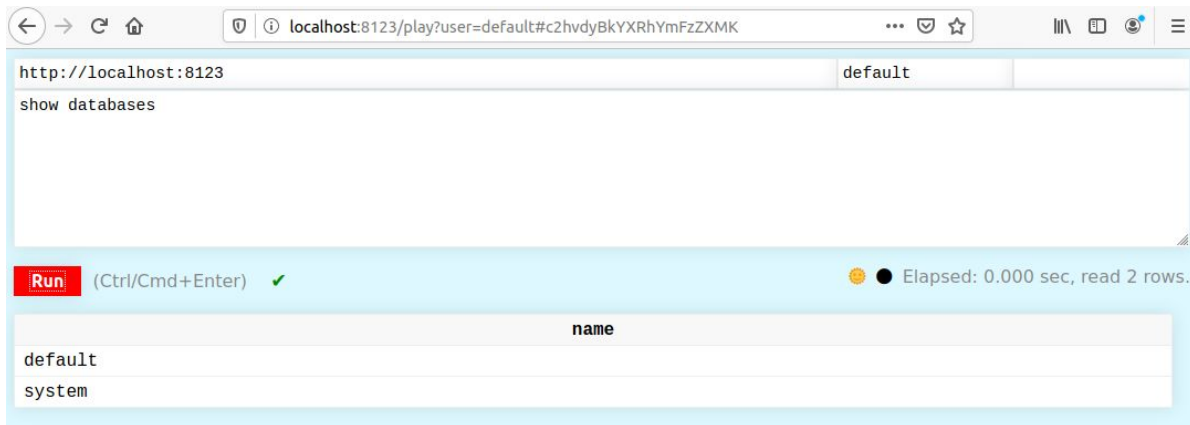 localhost:8123/play?user=default#c2hvdyBkYXRhYmFzZXMK
http://localhost:8123 default
show databases
Run (Ctrl/Cmd+Enter) ✔ Elapsed: 0.000 sec, read 2 rows.
name
default
system